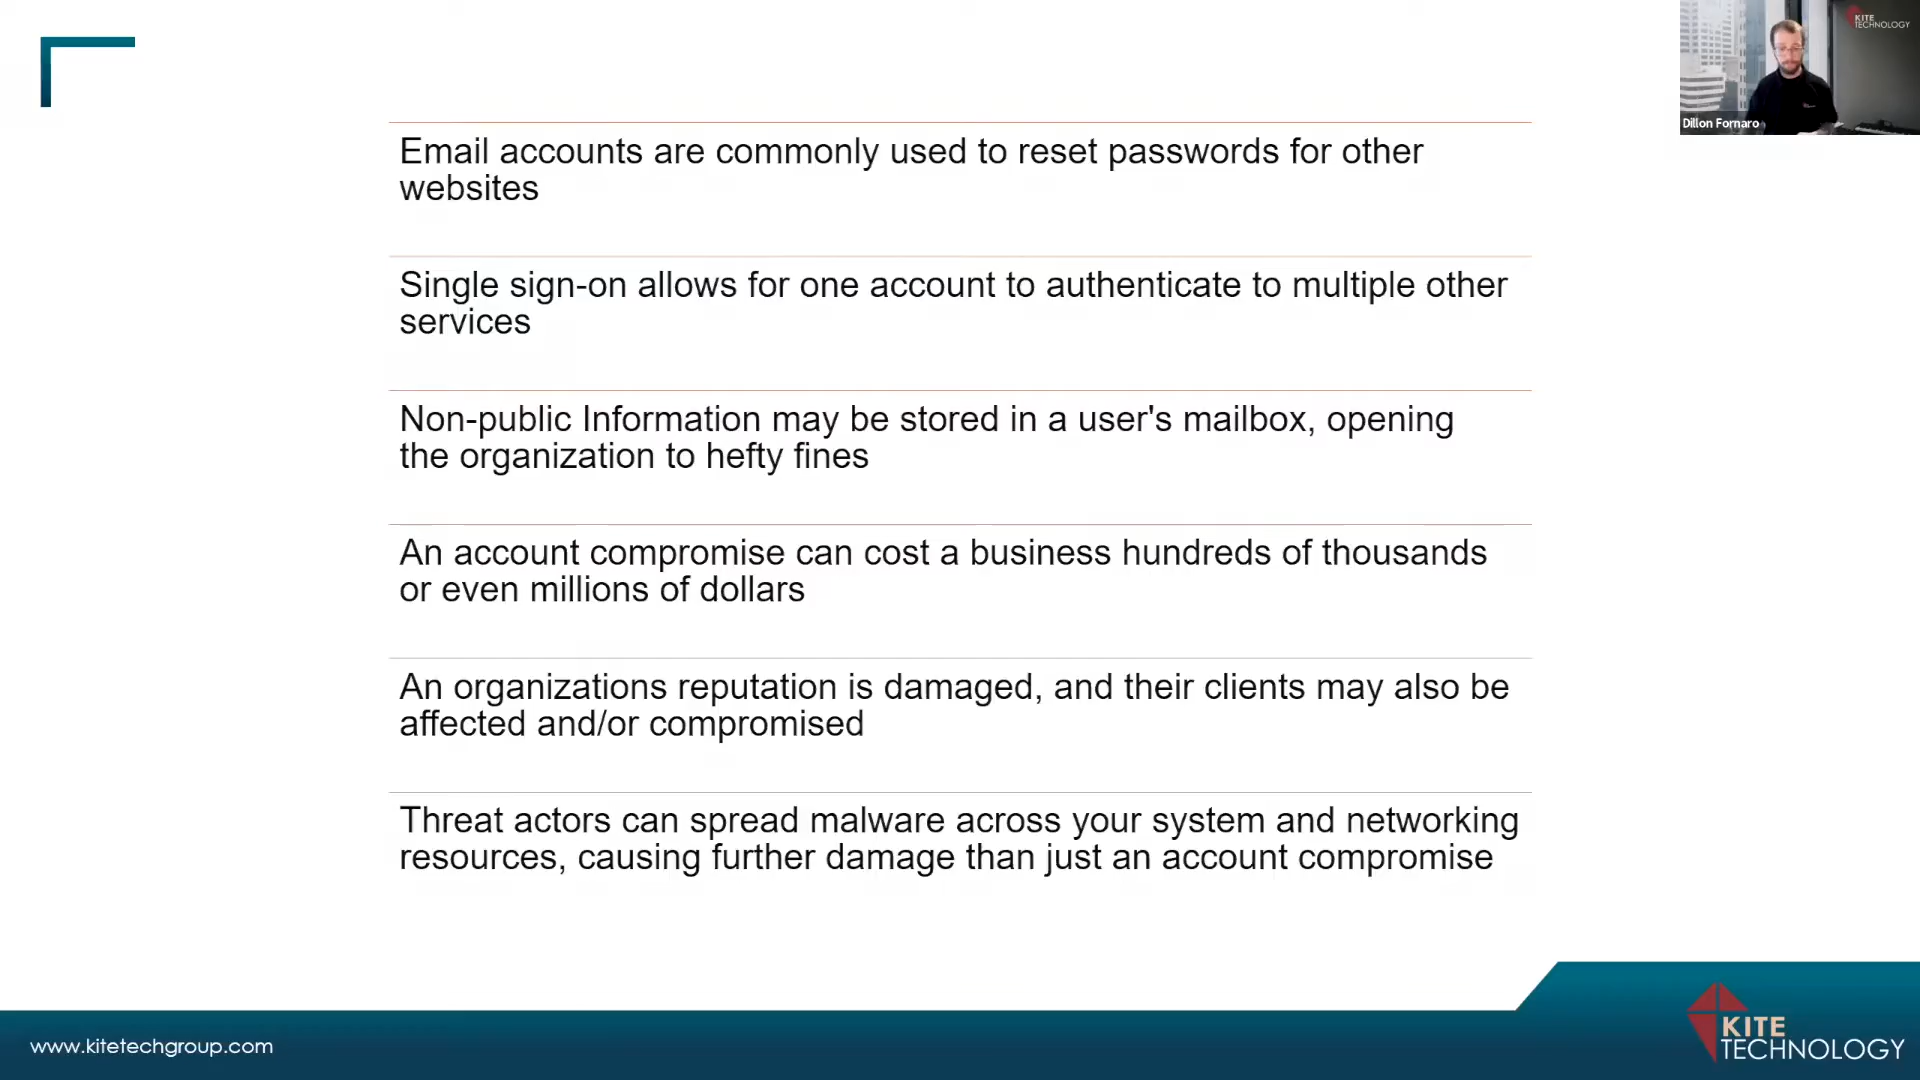 KITE
TECHNOLOGY
Dillon Fornaro
Email accounts are commonly used to reset passwords for other
websites
Single sign-on allows for one account to authenticate to multiple other
services
Non-public Information may be stored in a user's mailbox, opening
the organization to hefty fines
An account compromise can cost a business hundreds of thousands
or even millions of dollars
An organizations reputation is damaged, and their clients may also be
affected and/or compromised
Threat actors can spread malware across your system and networking
resources, causing further damage than just an account compromise
www.kitetechgroup.com
KITE
TECHNOLOGY